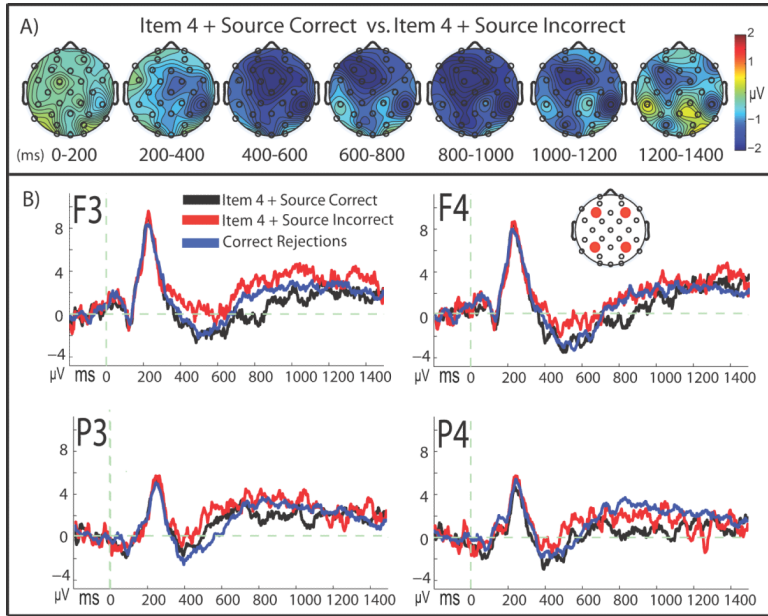 A) Item 4 + Source Correct vs. Item 4 + Source Incorrect
2
1
μV
-1
-2
(ms) 0-200 200-400 400-600 600-800 800-1000 1000-1200 1200-1400
B) F3
Item 4 + Source Correct
Item 4 + Source Incorrect
Correct Rejections
8
4
0
-4
μV ms 0 200 400 600 800 1000 1200 1400
F4
8
4
0
-4
μV ms 0 200 400 600 800 1000 1200 1400
P3
8
4
0
-4
μV ms 0 200 400 600 800 1000 1200 1400
P4
8
4
0
-4
μV ms 0 200 400 600 800 1000 1200 1400